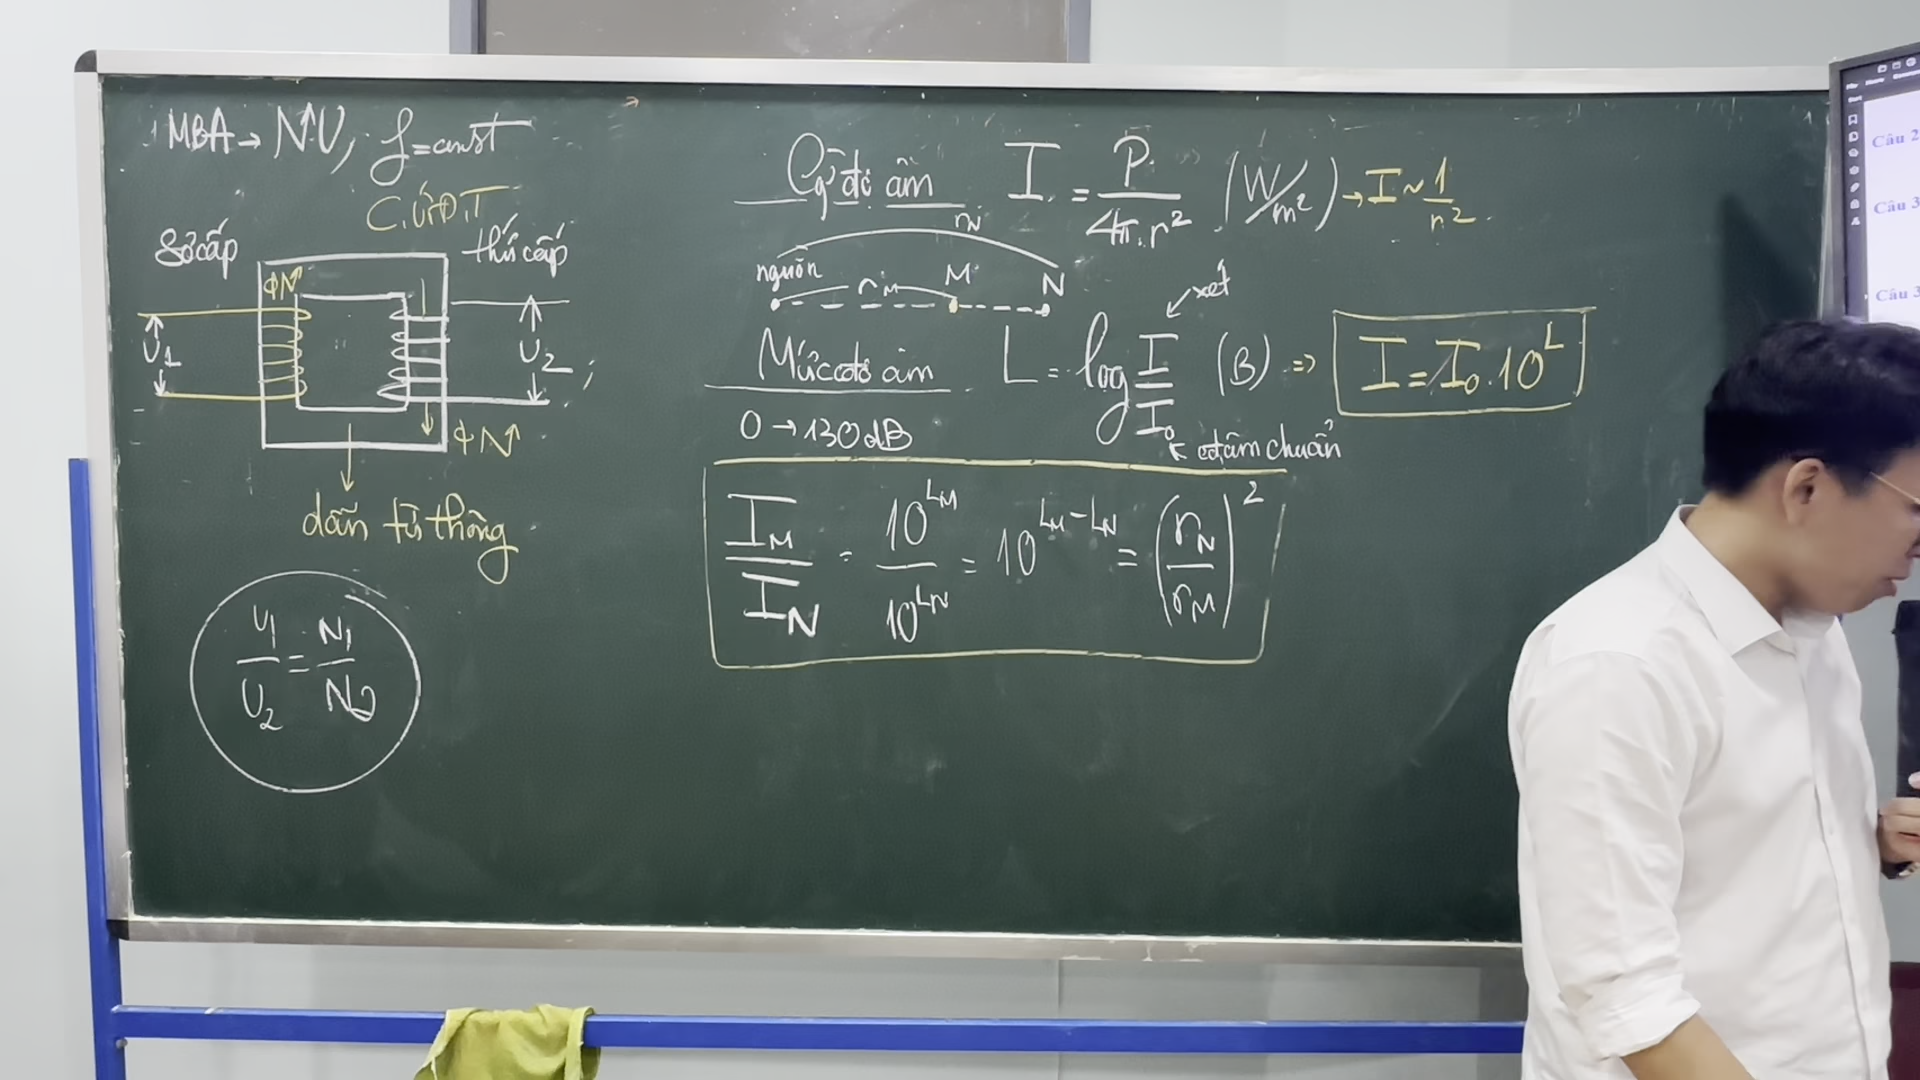 MBA → N↑U, f = const
C.ỨĐ.T
Sơ cấp
thứ cấp
ϕN↑
U1
U2 ;
ϕN↑
dẫn từ thông
U1/U2 = N1/N2
Cg độ âm I = P/4π.r² (W/m²) → I ~ 1/r²
rN
nguồn rM M N
xét
Mức độ âm L = log I/I0 (B) => I = I0.10^L
0 → 130 dB
cđ âm chuẩn
IM/IN = 10^LM/10^LN = 10^(LM - LN) = (rN/rM)²
Câu 2
Câu 3
Câu 3